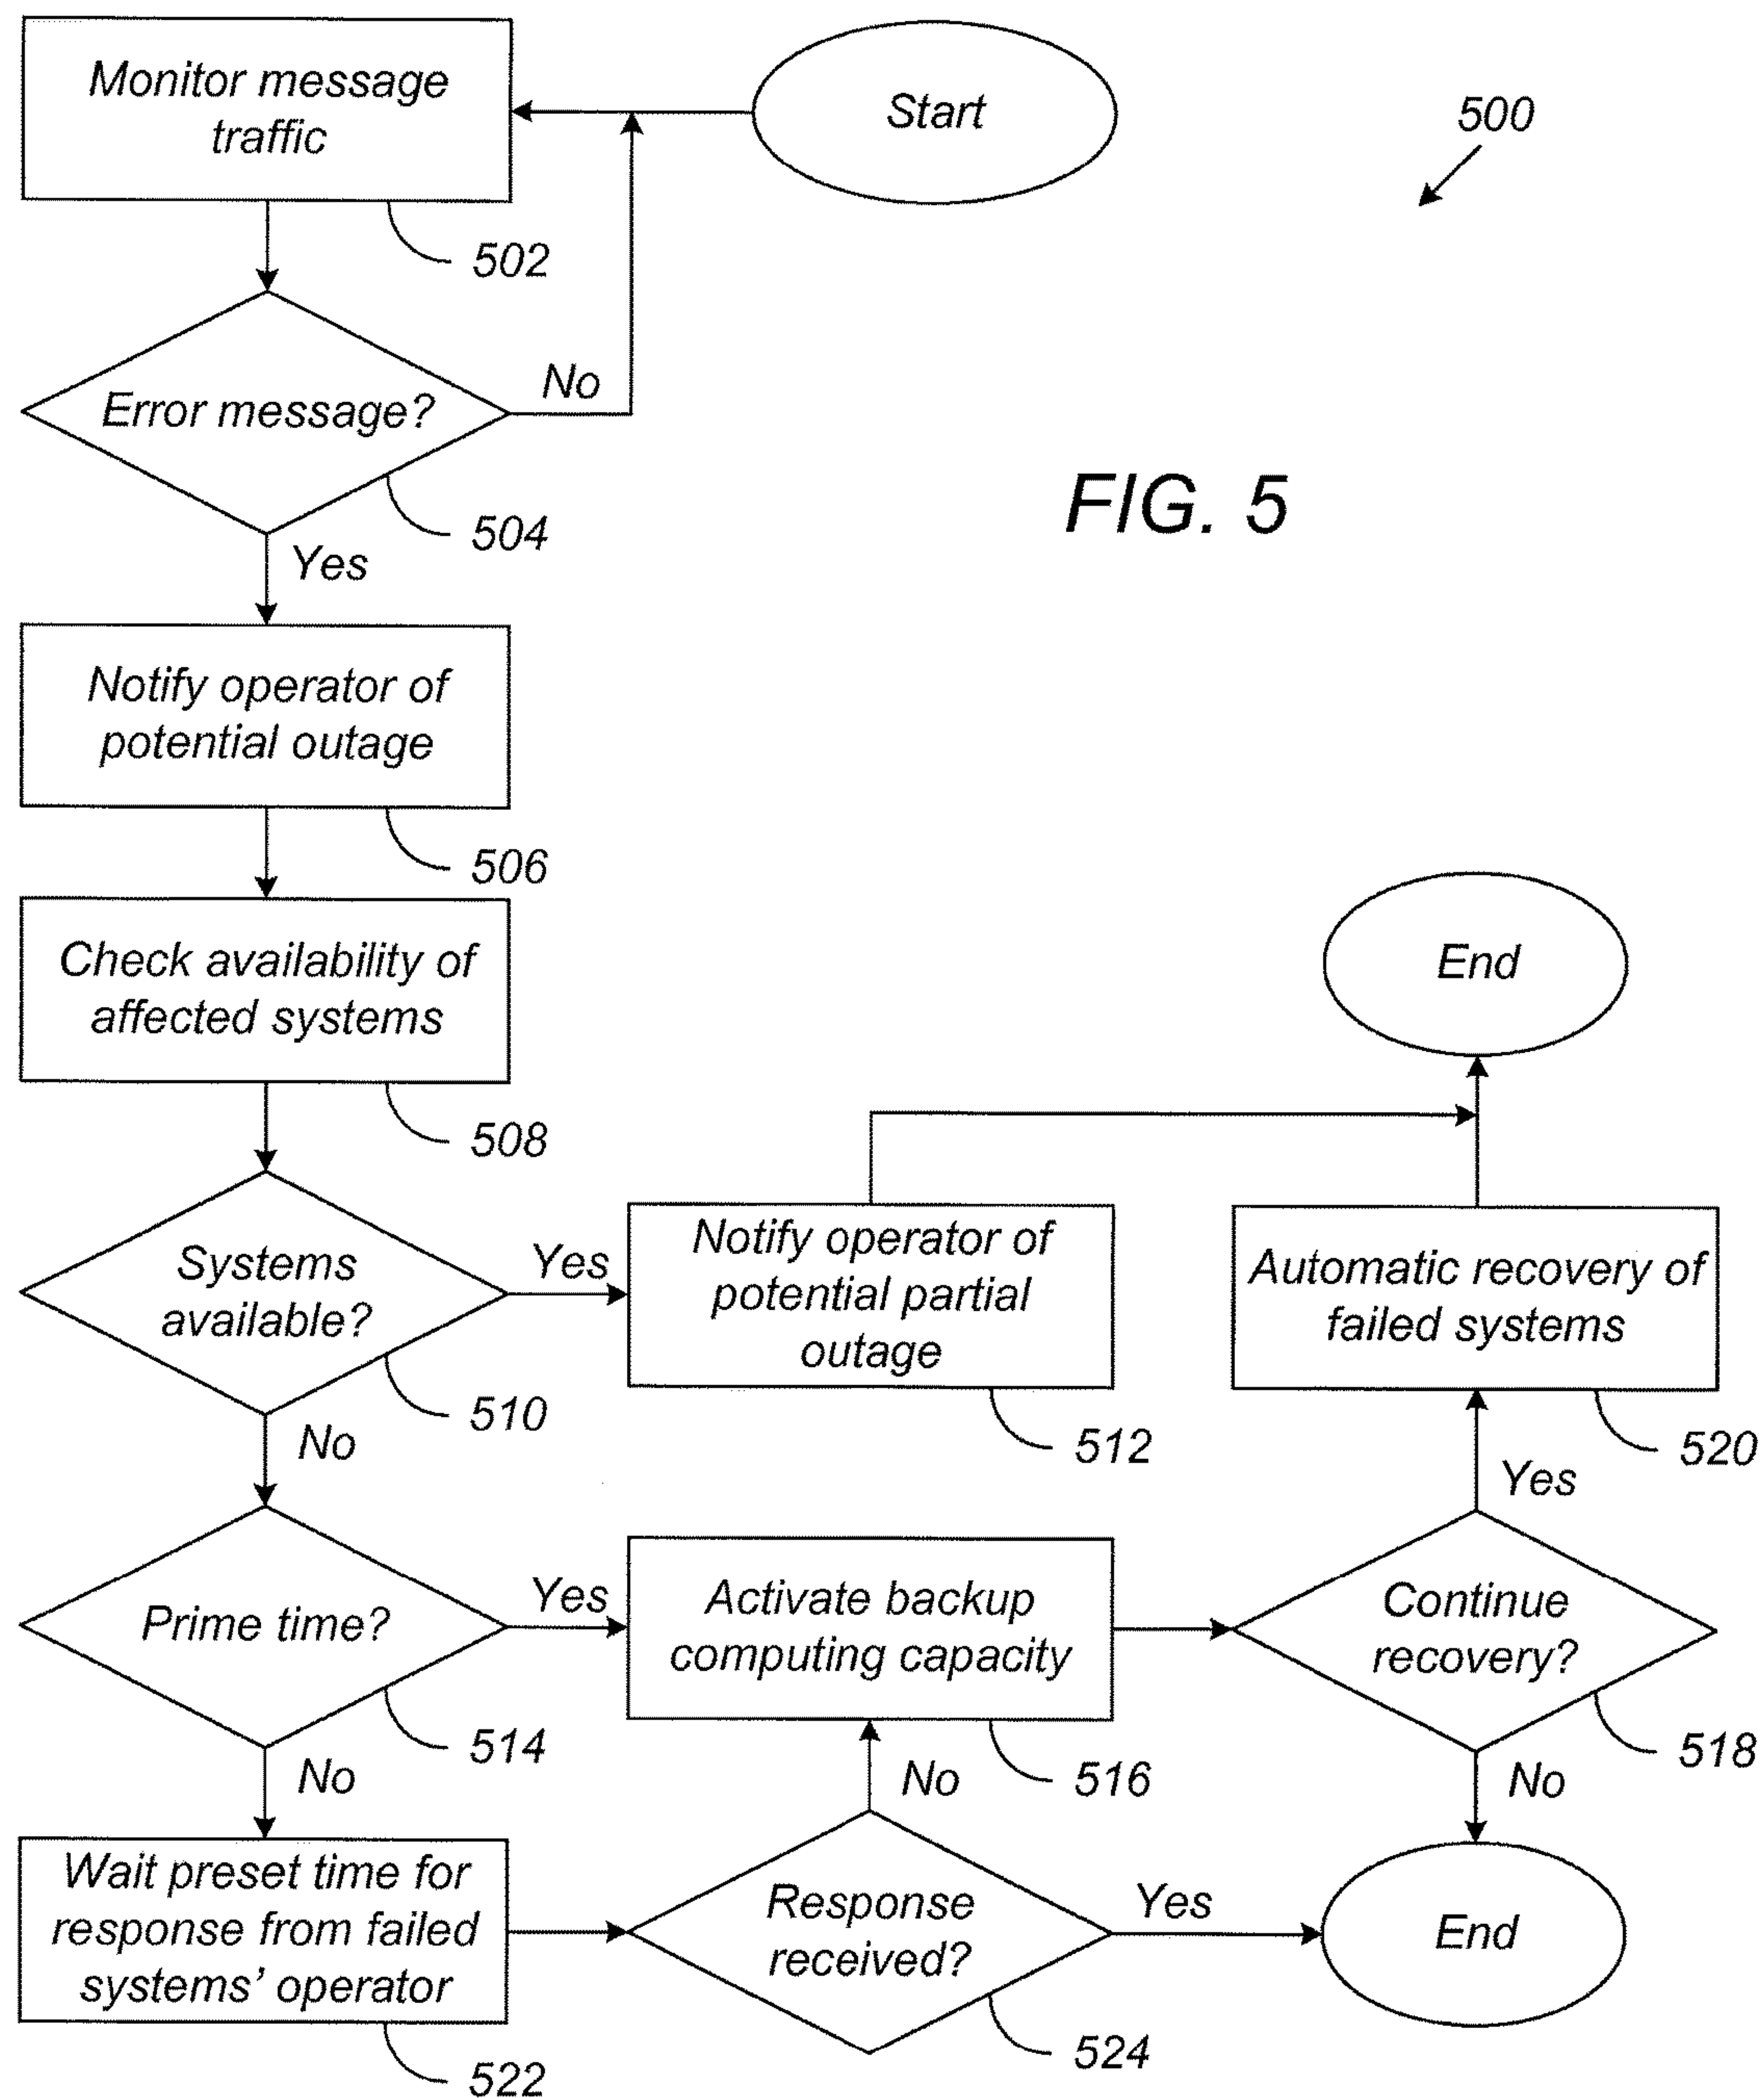 Monitor message
traffic
Start
500
502
Error message?
No
504
FIG. 5
Yes
Notify operator of
potential outage
506
Check availability of
affected systems
508
End
Systems
available?
Yes
510
No
Notify operator of
potential partial
outage
512
Automatic recovery of
failed systems
520
Yes
Prime time?
Yes
514
No
Activate backup
computing capacity
516
Continue
recovery?
518
No
Wait preset time for
response from failed
systems' operator
522
No
Response
received?
Yes
524
End